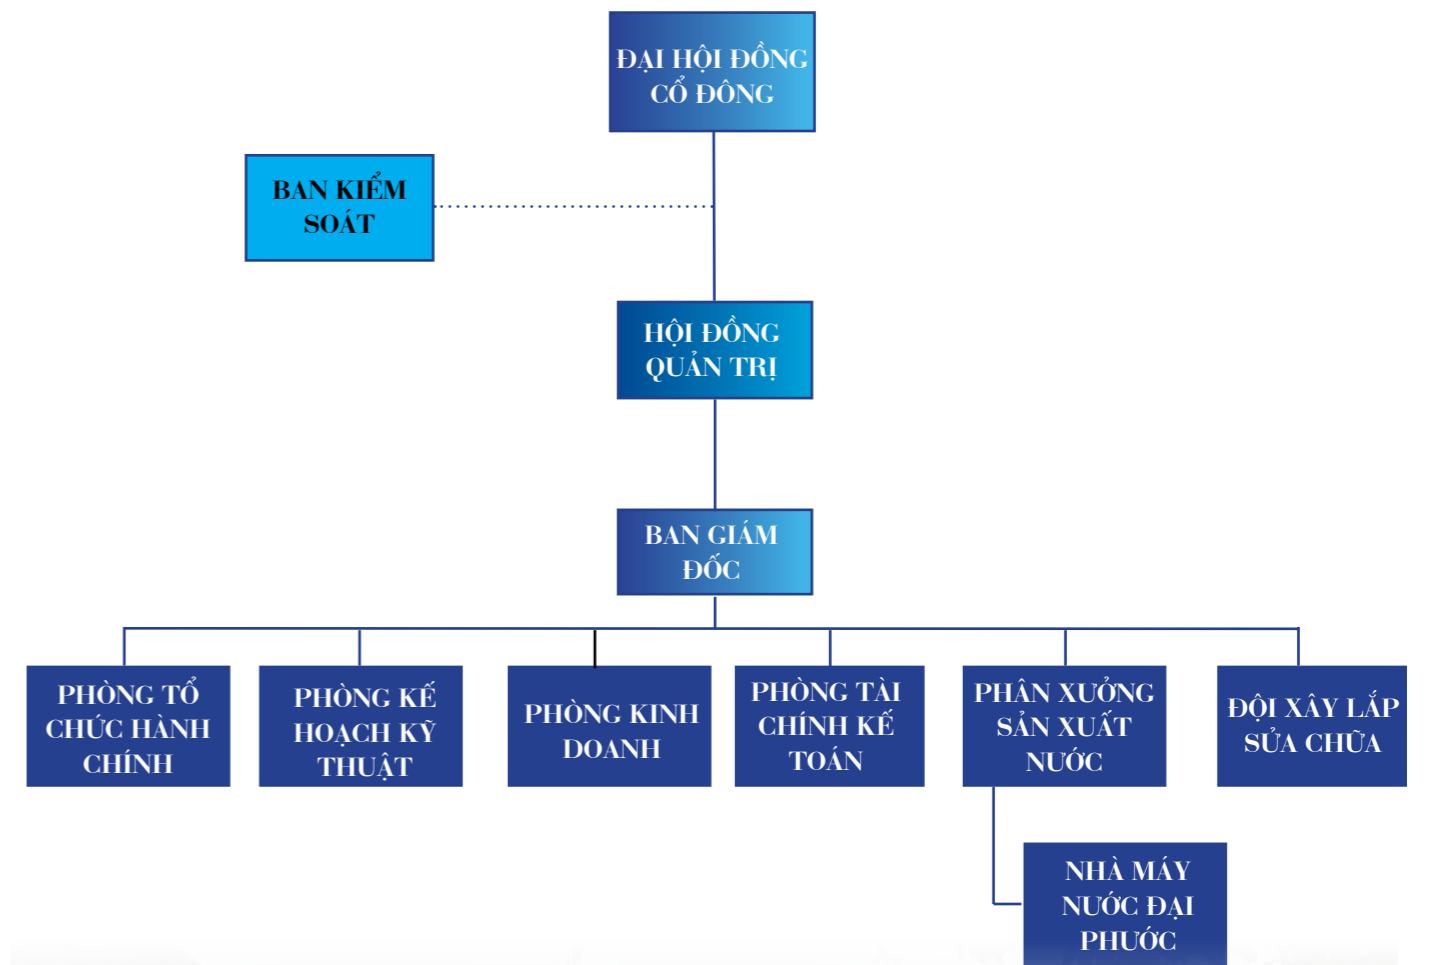 ĐẠI HỘI ĐỒNG
CỔ ĐÔNG
BAN KIỂM
SOÁT
HỘI ĐỒNG
QUẢN TRỊ
BAN GIÁM
ĐỐC
PHÒNG TỔ
CHỨC HÀNH
CHÍNH
PHÒNG KẾ
HOẠCH KỸ
THUẬT
PHÒNG KINH
DOANH
PHÒNG TÀI
CHÍNH KẾ
TOÁN
PHÂN XƯỞNG
SẢN XUẤT
NƯỚC
ĐỘI XÂY LẮP
SỬA CHỮA
NHÀ MÁY
NƯỚC ĐẠI
PHƯỚC